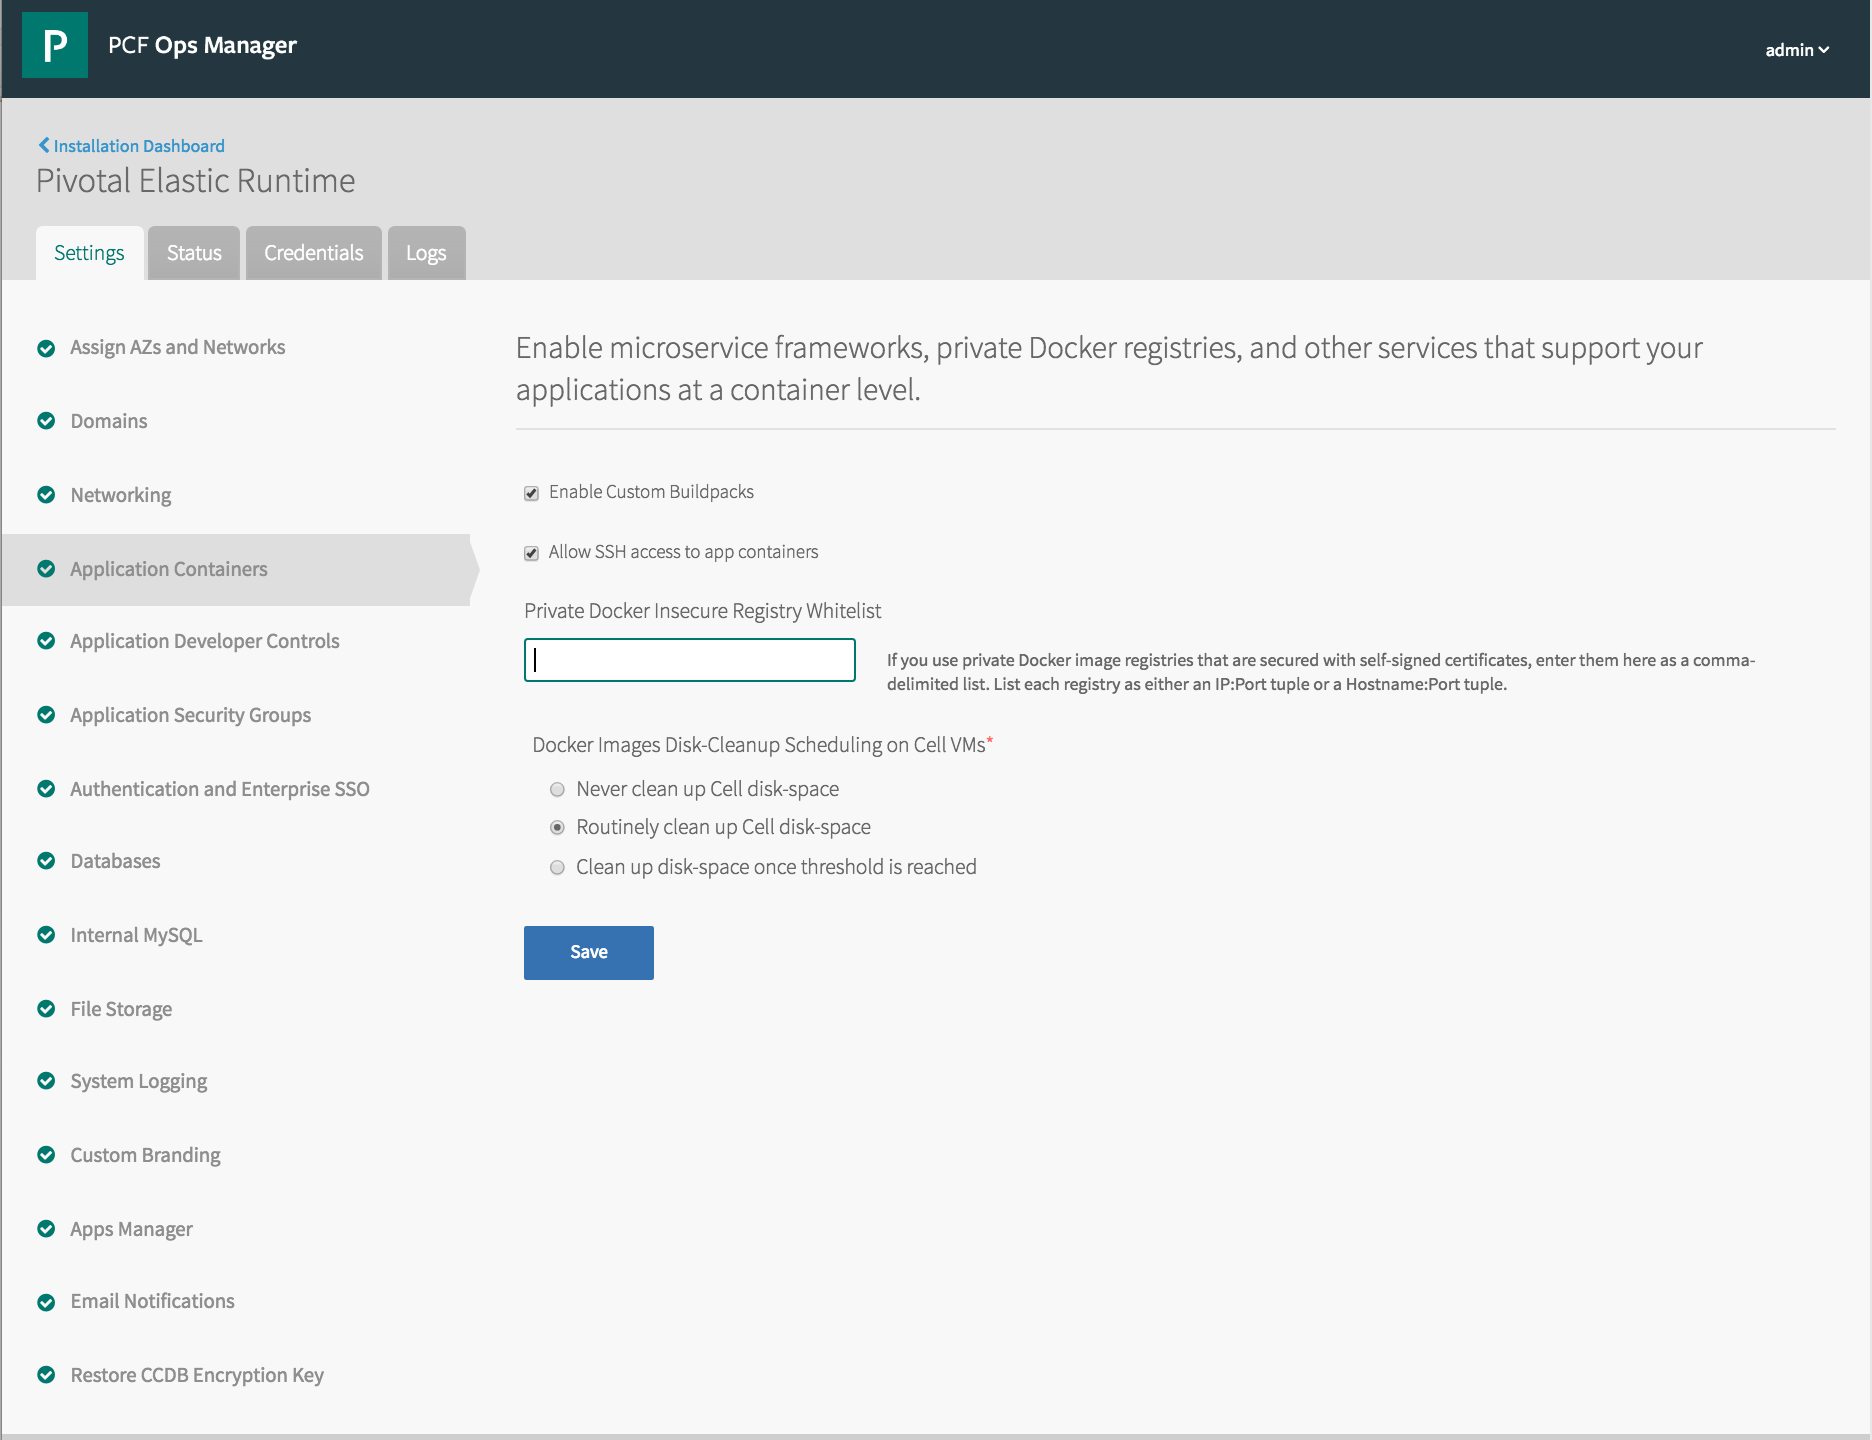 P
PCF Ops Manager
admin
Installation Dashboard
Pivotal Elastic Runtime
Settings
Status
Credentials
Logs
Assign AZs and Networks
Domains
Networking
Application Containers
Application Developer Controls
Application Security Groups
Authentication and Enterprise SSO
Databases
Internal MySQL
File Storage
System Logging
Custom Branding
Apps Manager
Email Notifications
Restore CCDB Encryption Key
Enable microservice frameworks, private Docker registries, and other services that support your
applications at a container level.
Enable Custom Buildpacks
Allow SSH access to app containers
Private Docker Insecure Registry Whitelist
If you use private Docker image registries that are secured with self-signed certificates, enter them here as a comma-
delimited list. List each registry as either an IP:Port tuple or a Hostname:Port tuple.
Docker Images Disk-Cleanup Scheduling on Cell VMs*
Never clean up Cell disk-space
Routinely clean up Cell disk-space
Clean up disk-space once threshold is reached
Save